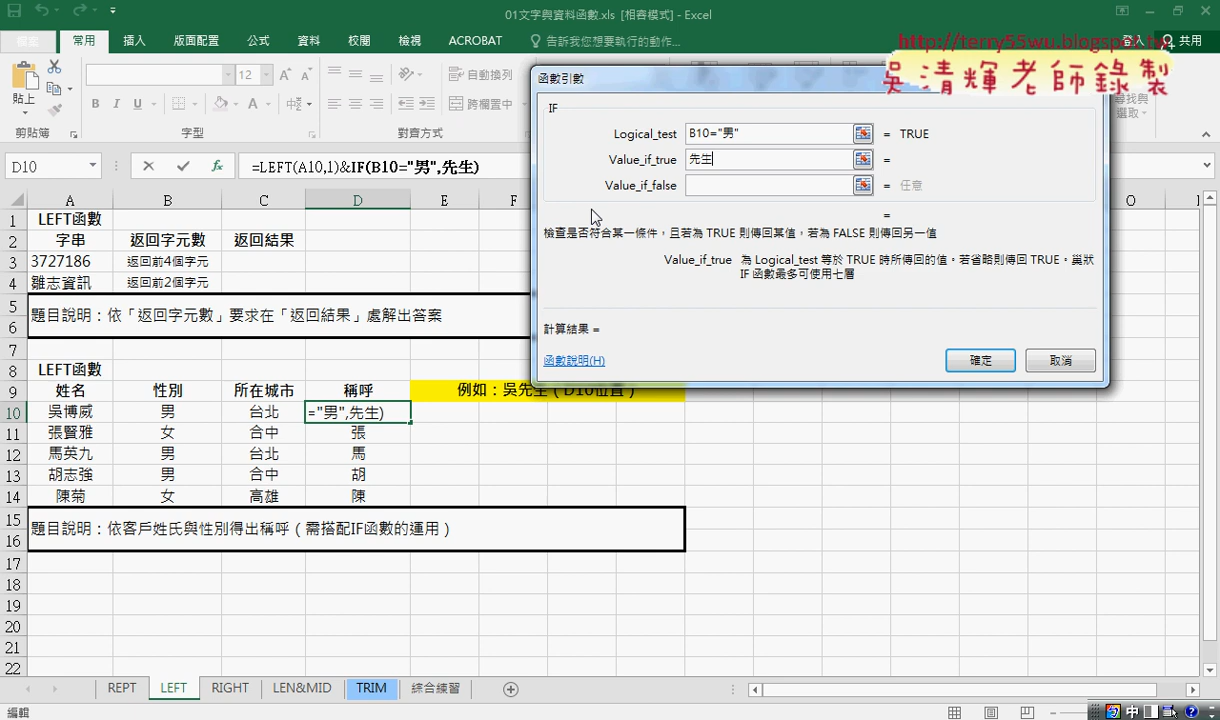 01文字與資料函數.xls [相容模式] - Excel
http://terry55wu.blogspot.tw
吳清輝老師錄製
常用 插入 版面配置 公式 資料 校閱 檢視 ACROBAT 告訴我您想要執行的動作... 登入 共用
貼上
12
自動換列
跨欄置中
尋找與
選取
剪貼簿 字型 對齊方式
D10 =LEFT(A10,1)&IF(B10="男",先生)
函數引數
IF
Logical_test B10="男" = TRUE
Value_if_true 先生 =
Value_if_false = 任意
=
檢查是否符合某一條件，且若為 TRUE 則傳回某值，若為 FALSE 則傳回另一值
Value_if_true 為 Logical_test 等於 TRUE 時所傳回的值。若省略則傳回 TRUE。巢狀
IF 函數最多可使用七層
計算結果 =
函數說明(H) 確定 取消
A B C D E F O
1 LEFT函數
2 字串 返回字元數 返回結果
3 3727186 返回前4個字元
4 雛志資訊 返回前2個字元
5
題目說明：依「返回字元數」要求在「返回結果」處解出答案
6
7
8 LEFT函數
9 姓名 性別 所在城市 稱呼 例如：吳先生（D10位置）
10 吳博威 男 台北 ="男",先生)
11 張賢雅 女 台中 張
12 馬英九 男 台北 馬
13 胡志強 男 台中 胡
14 陳菊 女 高雄 陳
15
題目說明：依客戶姓氏與性別得出稱呼（需搭配IF函數的運用）
16
17
18
19
20
21
22
REPT LEFT RIGHT LEN&MID TRIM 綜合練習
編輯 中